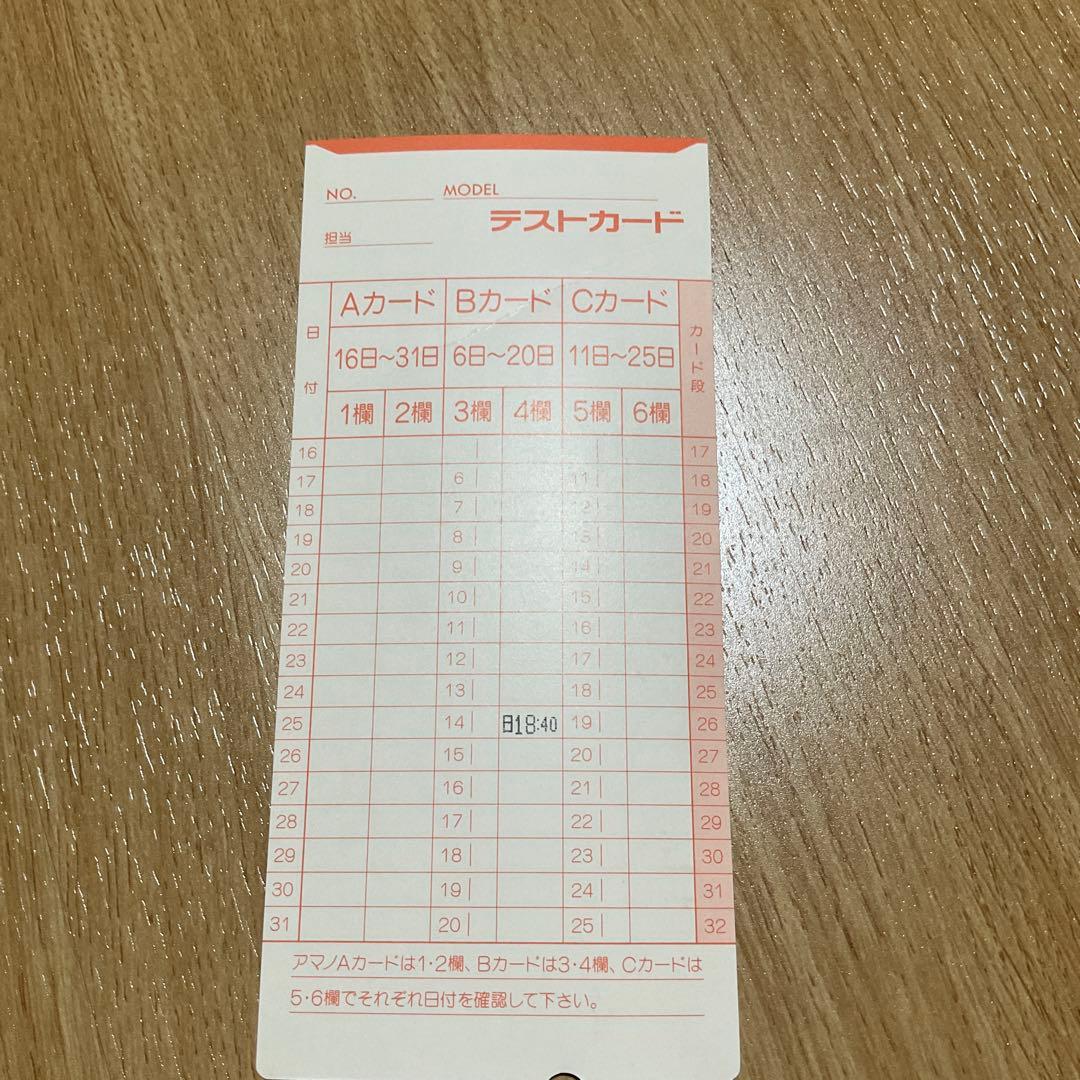 NO. MODEL
テストカード
担当
日付 Aカード Bカード Cカード カード段
16日～31日 6日～20日 11日～25日
1欄 2欄 3欄 4欄 5欄 6欄
16 17
17 6 11 18
18 7 12 19
19 8 13 20
20 9 14 21
21 10 15 22
22 11 16 23
23 12 17 24
24 13 18 25
25 14 日18:40 19 26
26 15 20 27
27 16 21 28
28 17 22 29
29 18 23 30
30 19 24 31
31 20 25 32
アマノAカードは1・2欄、Bカードは3・4欄、Cカードは
5・6欄でそれぞれ日付を確認して下さい。